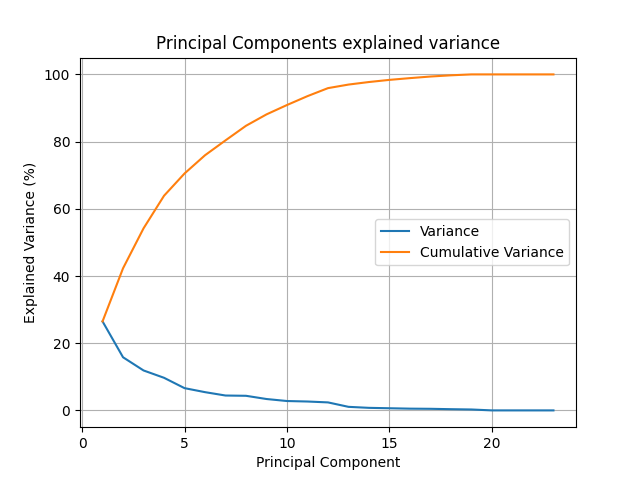 Principal Components explained variance
Explained Variance (%)
100
80
60
40
20
0
Variance
Cumulative Variance
0 5 10 15 20
Principal Component